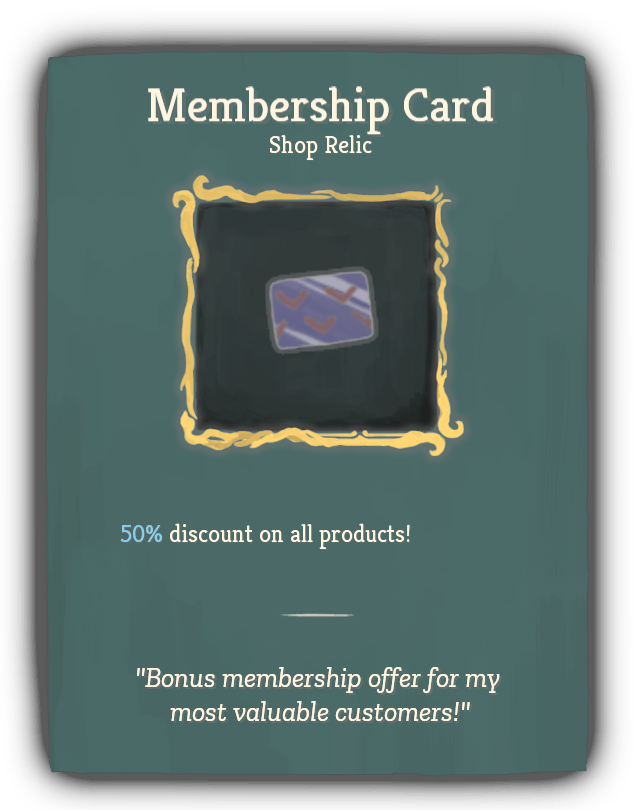 Membership Card
Shop Relic
50% discount on all products!
"Bonus membership offer for my
most valuable customers!"